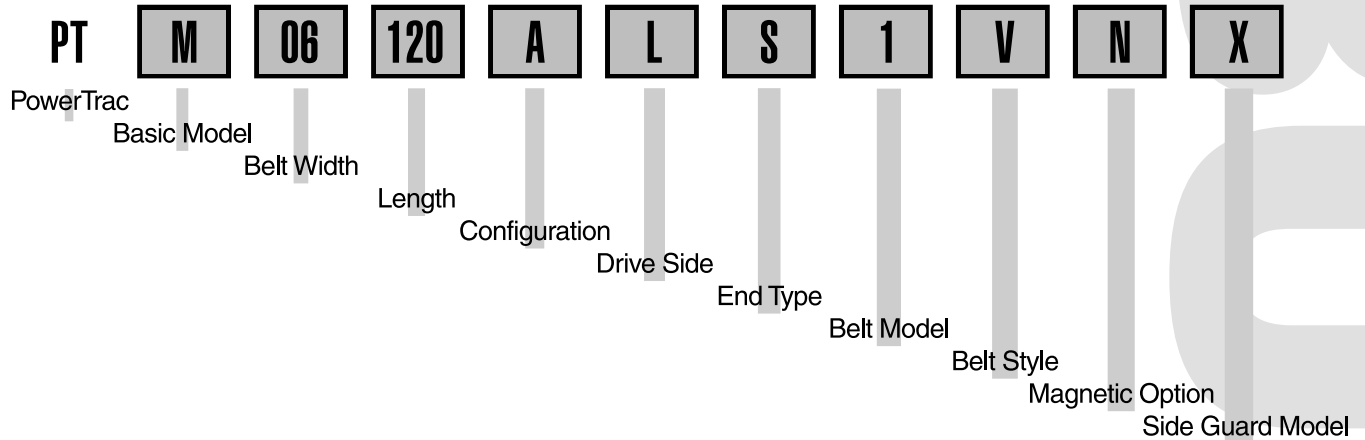 PT M 06 120 A L S 1 V N X
PowerTrac
Basic Model
Belt Width
Length
Configuration
Drive Side
End Type
Belt Model
Belt Style
Magnetic Option
Side Guard Model